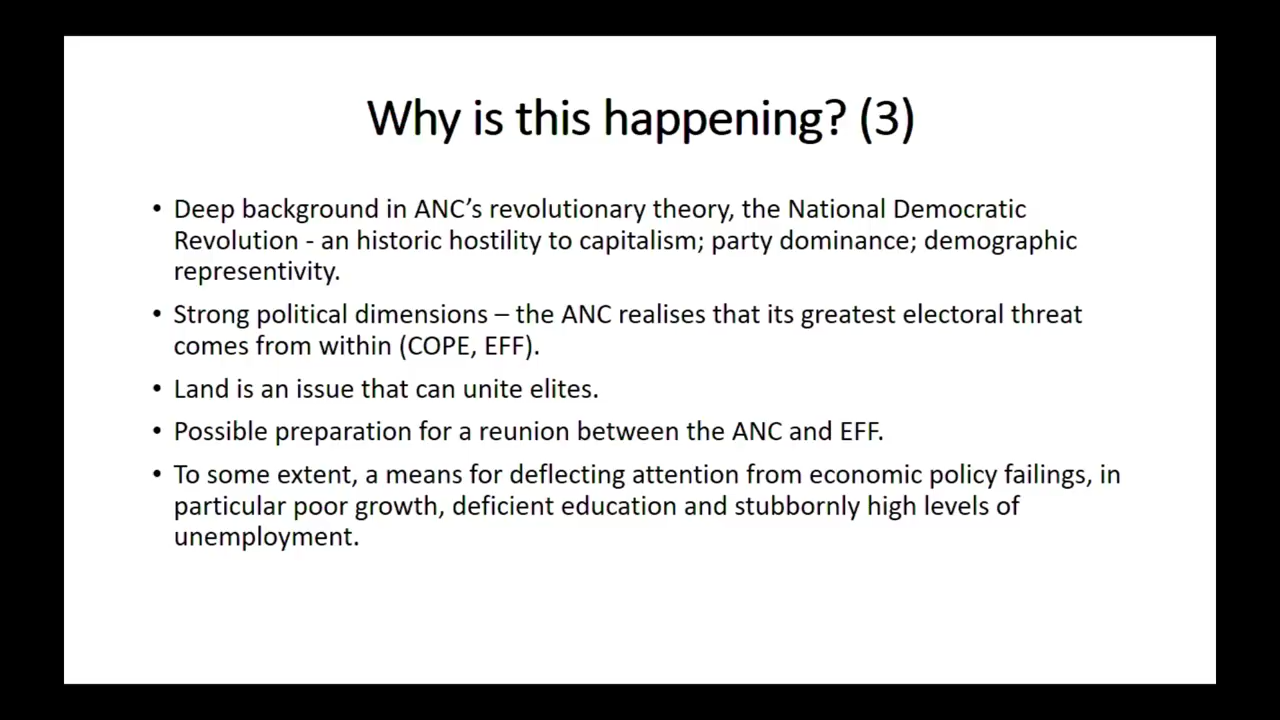 Why is this happening? (3)
• Deep background in ANC’s revolutionary theory, the National Democratic
Revolution - an historic hostility to capitalism; party dominance; demographic
representivity.
• Strong political dimensions – the ANC realises that its greatest electoral threat
comes from within (COPE, EFF).
• Land is an issue that can unite elites.
• Possible preparation for a reunion between the ANC and EFF.
• To some extent, a means for deflecting attention from economic policy failings, in
particular poor growth, deficient education and stubbornly high levels of
unemployment.